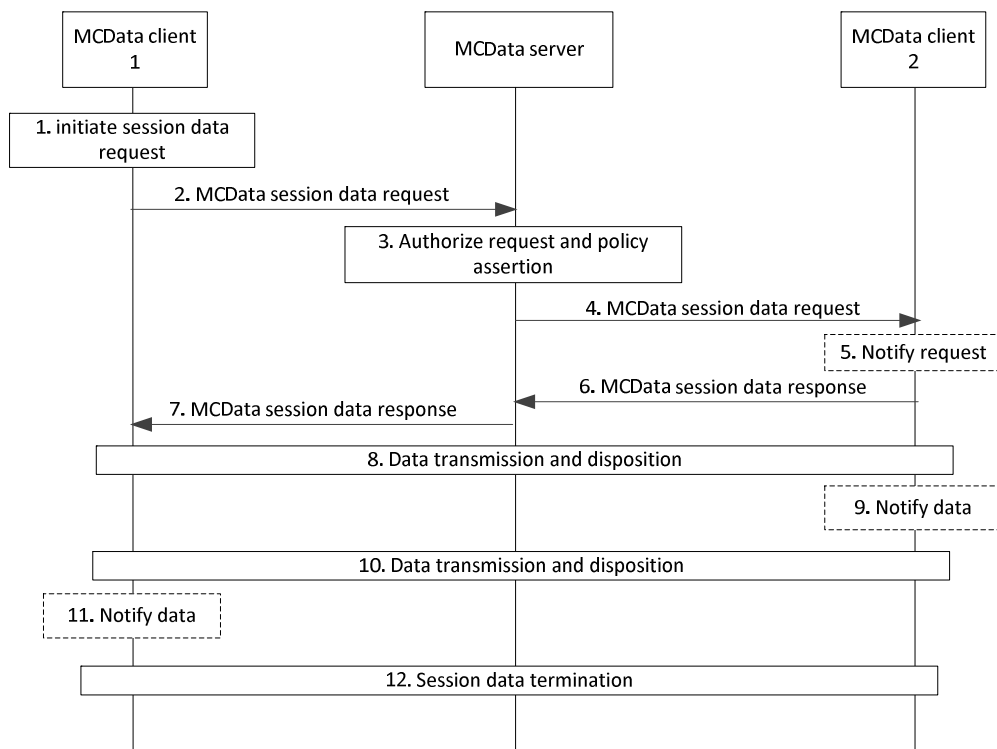 MCData client
1
MCData server
MCData client
2
1. initiate session data
request
2. MCData session data request
3. Authorize request and policy
assertion
4. MCData session data request
5. Notify request
6. MCData session data response
7. MCData session data response
8. Data transmission and disposition
9. Notify data
10. Data transmission and disposition
11. Notify data
12. Session data termination